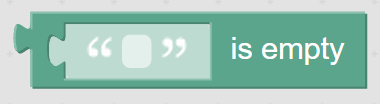 “ ” is empty